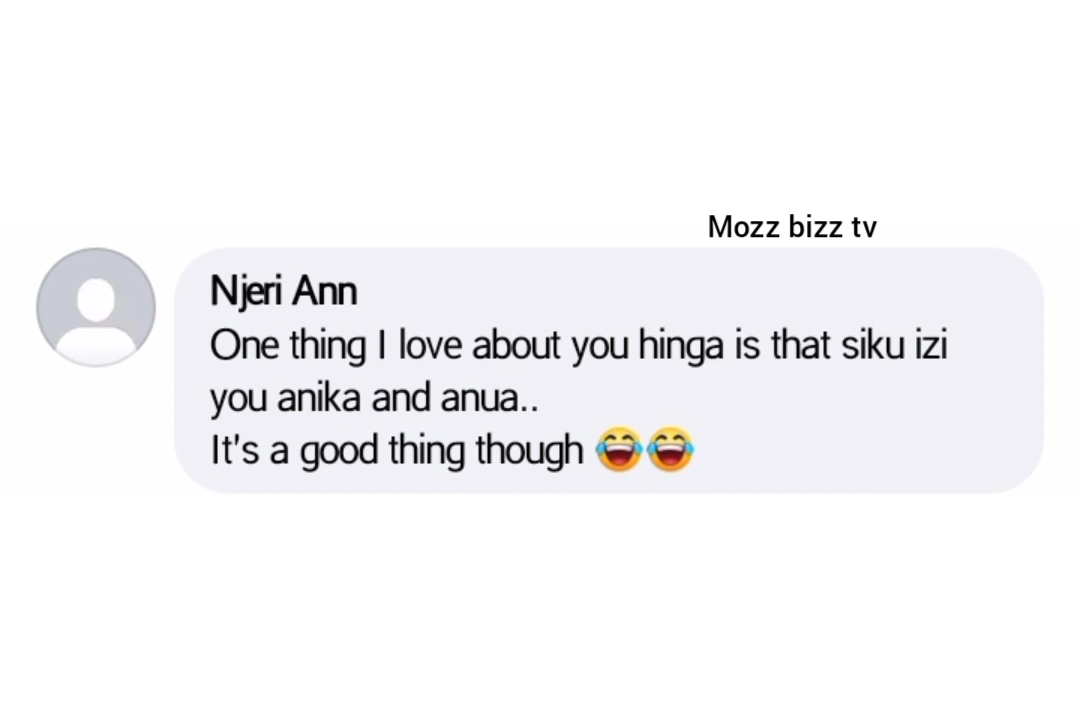 Mozz bizz tv
Njeri Ann
One thing I love about you hinga is that siku izi
you anika and anua..
It's a good thing though 😂😂